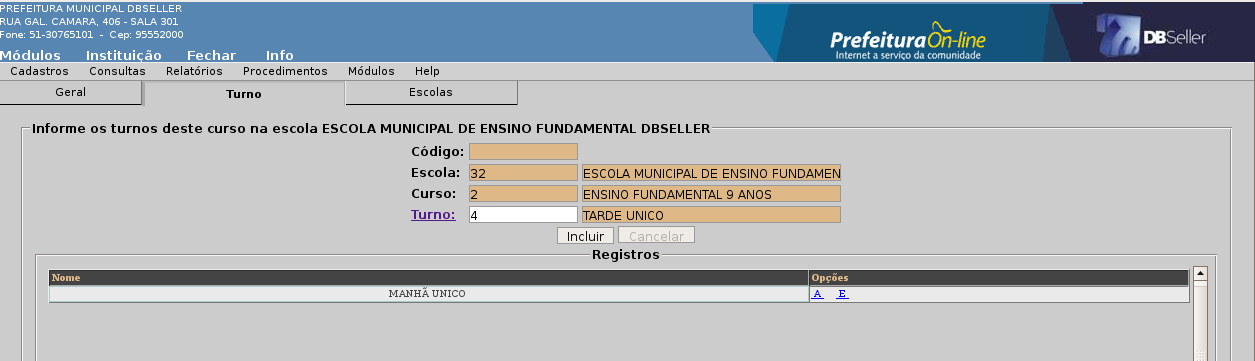 PREFEITURA MUNICIPAL DBSELLER
RUA GAL. CAMARA, 406 - SALA 301
Fone: 51-30765101 - Cep: 95552000
Módulos Instituição Fechar Info
Prefeitura On-line
Internet a serviço da comunidade
DBSeller
Cadastros Consultas Relatórios Procedimentos Módulos Help
Geral Turno Escolas
Informe os turnos deste curso na escola ESCOLA MUNICIPAL DE ENSINO FUNDAMENTAL DBSELLER
Código:
Escola: 32 ESCOLA MUNICIPAL DE ENSINO FUNDAMEN
Curso: 2 ENSINO FUNDAMENTAL 9 ANOS
Turno: 4 TARDE UNICO
Incluir Cancelar
Registros
Nome Opções
MANHÃ UNICO A E